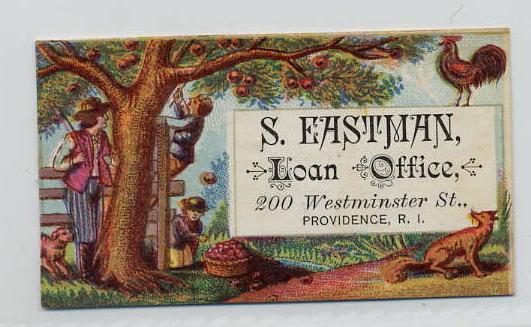 S. EASTMAN,
Loan Office,
200 Westminster St.,
PROVIDENCE, R. I.